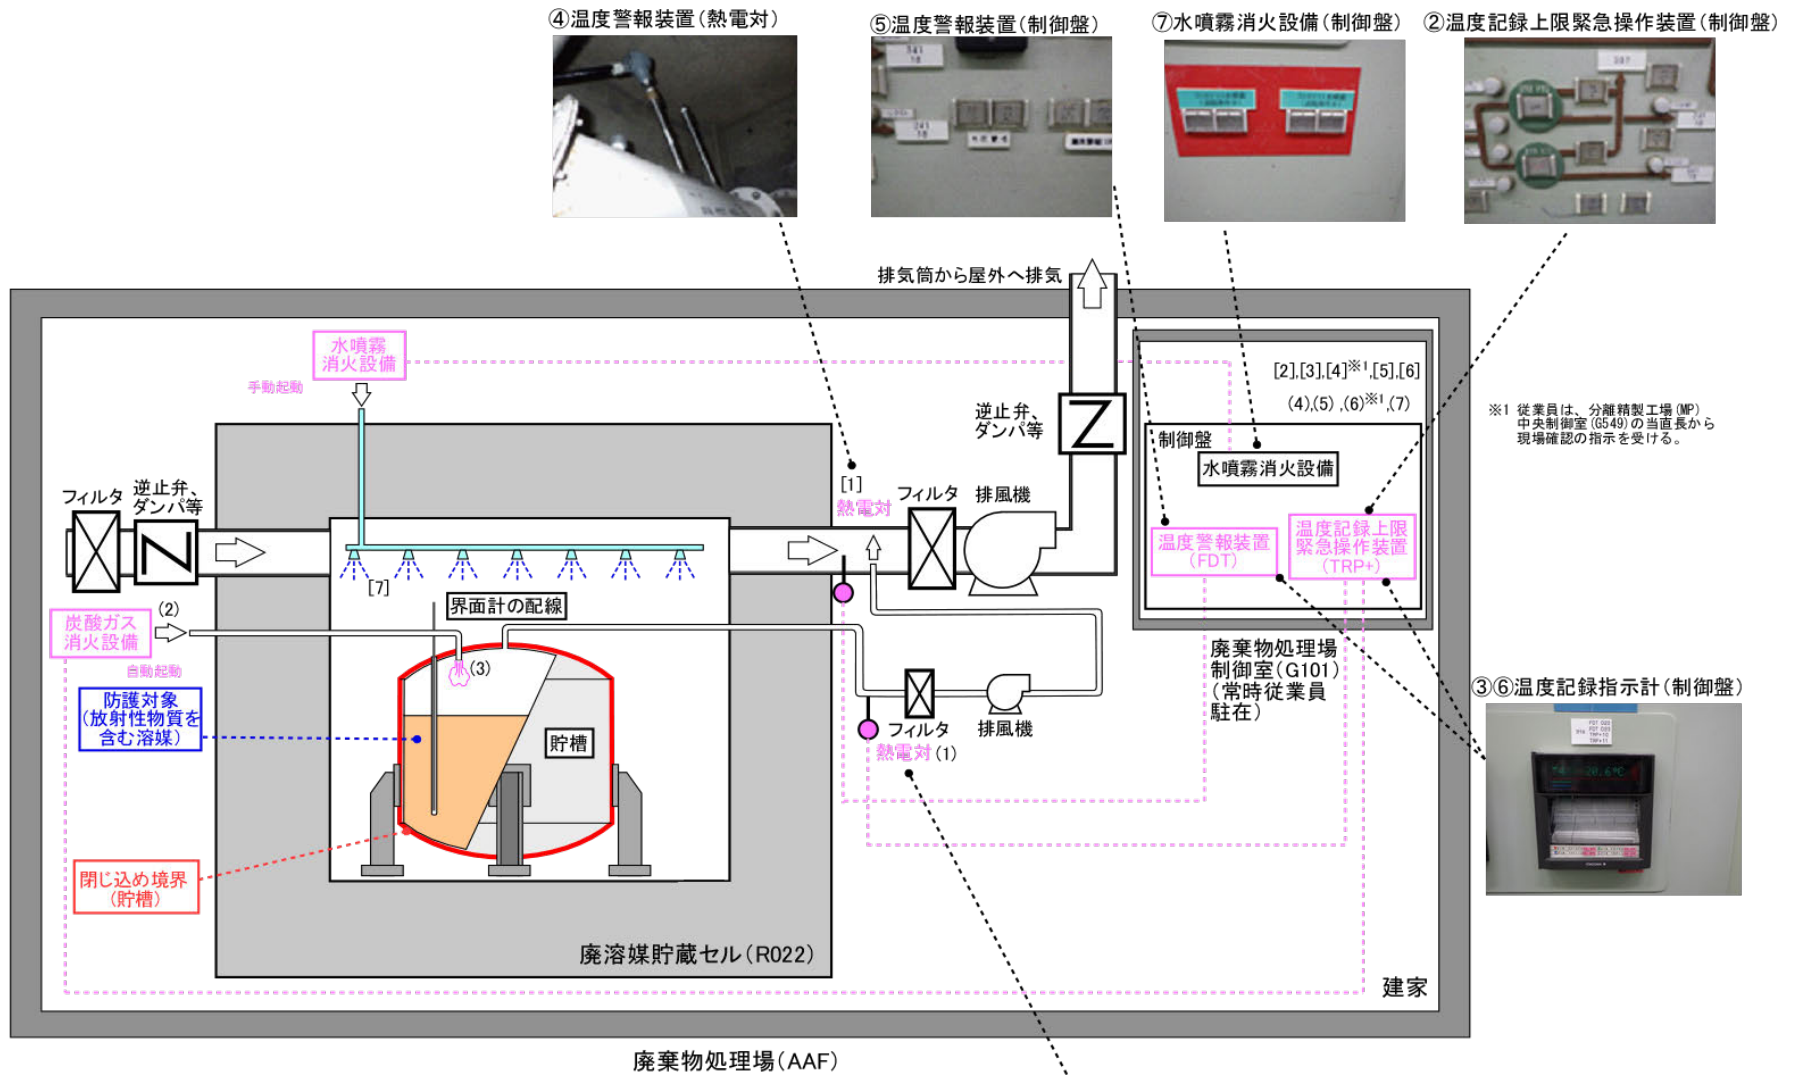 ④温度警報装置(熱電対)
⑤温度警報装置(制御盤)
⑦水噴霧消火設備(制御盤)
②温度記録上限緊急操作装置(制御盤)
排気筒から屋外へ排気
水噴霧
消火設備
手動起動
[2],[3],[4]※1,[5],[6]
(4),(5),(6)※1,(7)
※1 従業員は、分離精製工場(MP)
中央制御室(G549)の当直長から
現場確認の指示を受ける。
逆止弁、
ダンパ等
制御盤
水噴霧消火設備
フィルタ
逆止弁、
ダンパ等
[1]
熱電対
フィルタ
排風機
温度警報装置
(FDT)
温度記録上限
緊急操作装置
(TRP+)
[7]
界面計の配線
炭酸ガス
消火設備
(2)
自動起動
(3)
防護対象
(放射性物質を
含む溶媒)
貯槽
フィルタ
排風機
熱電対(1)
廃棄物処理場
制御室(G101)
(常時従業員
駐在)
③⑥温度記録指示計(制御盤)
閉じ込め境界
(貯槽)
廃溶媒貯蔵セル(R022)
建家
廃棄物処理場(AAF)